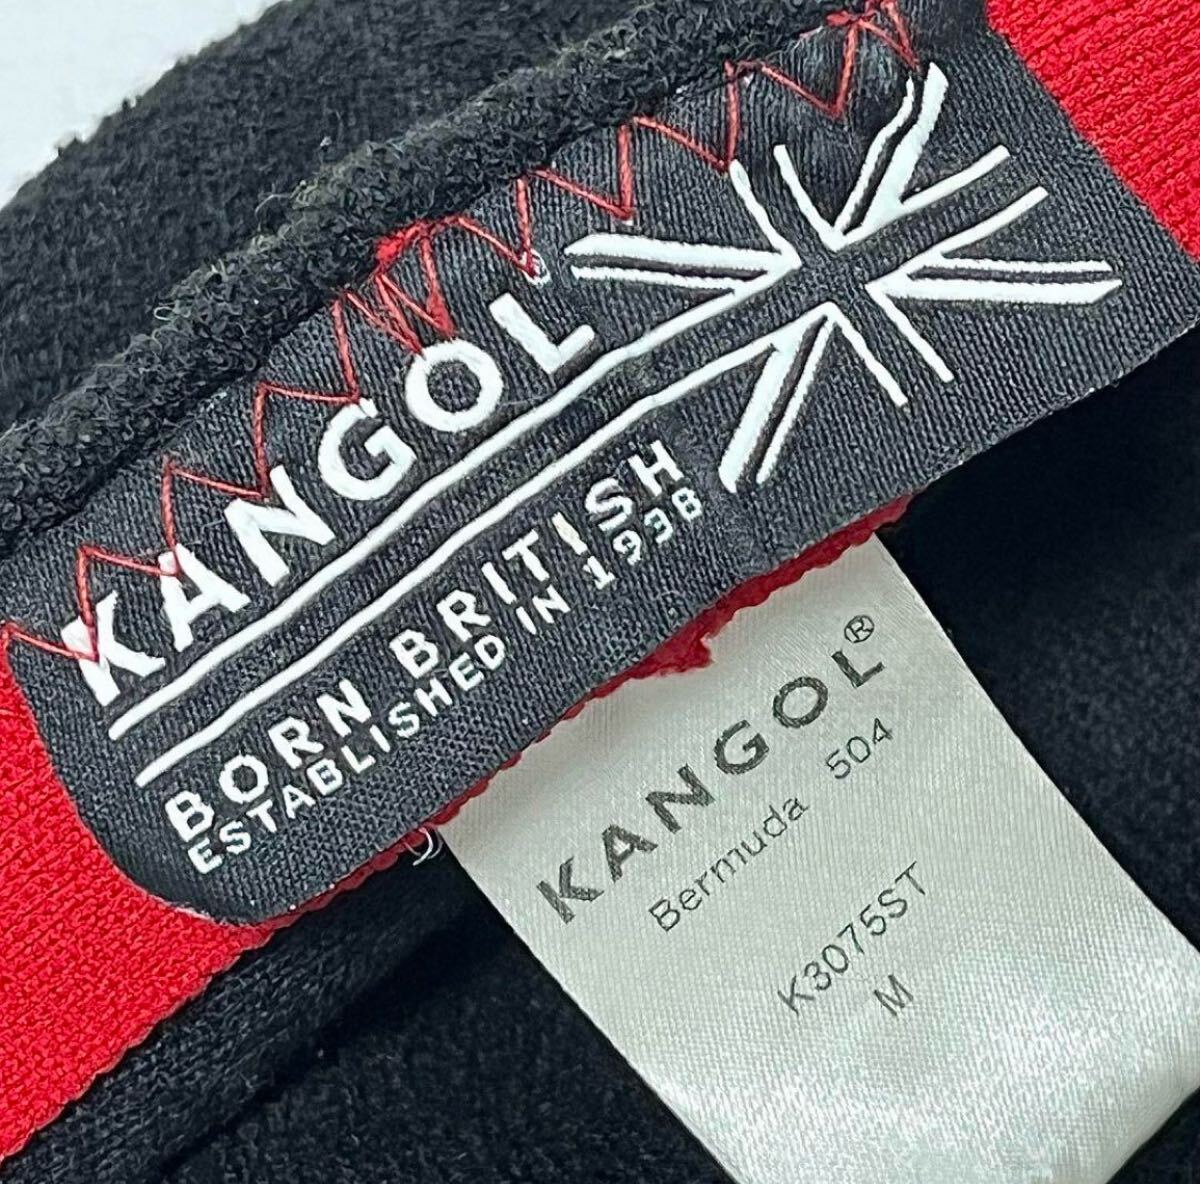 KANGOL®
BORN BRITISH
ESTABLISHED IN 1938
KANGOL®
Bermuda 504
K3075ST
M